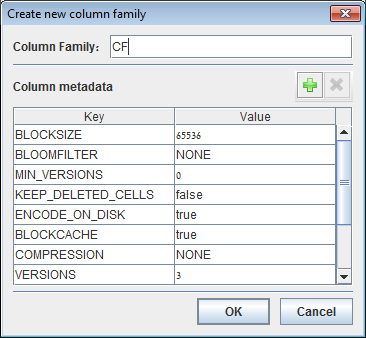 Create new column family
Column Family: CF
Column metadata
Key Value
BLOCKSIZE 65536
BLOOMFILTER NONE
MIN_VERSIONS 0
KEEP_DELETED_CELLS false
ENCODE_ON_DISK true
BLOCKCACHE true
COMPRESSION NONE
VERSIONS 3
OK Cancel